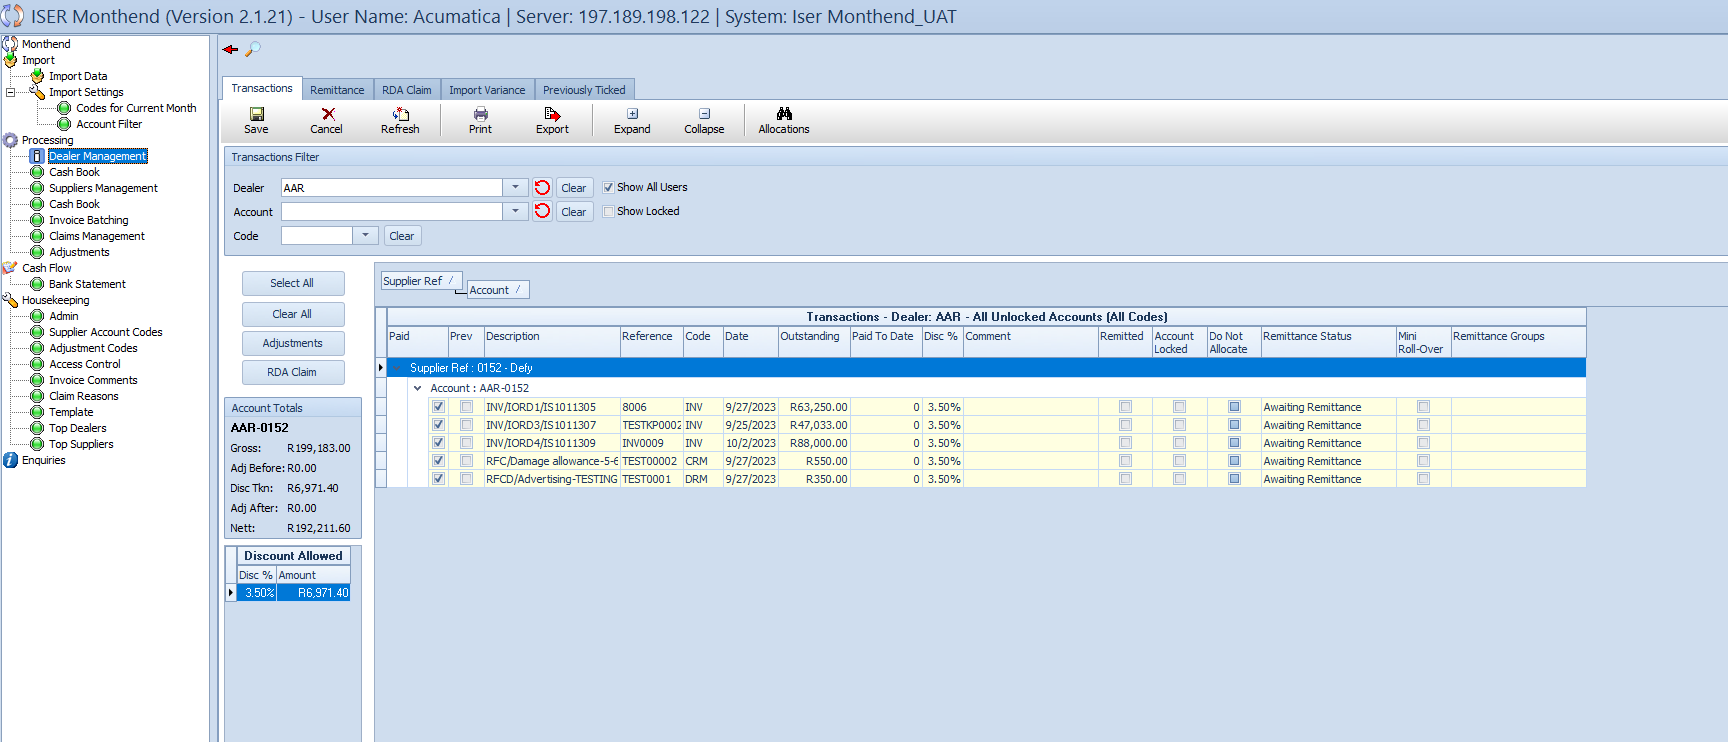 ISER Monthend (Version 2.1.21) - User Name: Acumatica | Server: 197.189.198.122 | System: Iser Monthend_UAT
Monthend
Import
Import Data
Import Settings
Codes for Current Month
Account Filter
Processing
Dealer Management
Cash Book
Suppliers Management
Cash Book
Invoice Batching
Claims Management
Adjustments
Cash Flow
Bank Statement
Housekeeping
Admin
Supplier Account Codes
Adjustment Codes
Access Control
Invoice Comments
Claim Reasons
Template
Top Dealers
Top Suppliers
Enquiries
Transactions Remittance RDA Claim Import Variance Previously Ticked
Save Cancel Refresh Print Export Expand Collapse Allocations
Transactions Filter
Dealer AAR Clear Show All Users
Account Clear Show Locked
Code Clear
Select All
Clear All
Adjustments
RDA Claim
Account Totals
AAR-0152
Gross: R199,183.00
Adj Before: R0.00
Disc Tkn: R6,971.40
Adj After: R0.00
Nett: R192,211.60
Discount Allowed
Disc % Amount
3.50% R6,971.40
Supplier Ref /
Account /
Transactions - Dealer: AAR - All Unlocked Accounts (All Codes)
Paid Prev Description Reference Code Date Outstanding Paid To Date Disc % Comment Remitted Account Locked Do Not Allocate Remittance Status Mini Roll-Over Remittance Groups
Supplier Ref : 0152 - Defy
Account : AAR-0152
INV/IORD1/IS1011305 8006 INV 9/27/2023 R63,250.00 0 3.50% Awaiting Remittance
INV/IORD3/IS1011307 TESTKP0002 INV 9/25/2023 R47,033.00 0 3.50% Awaiting Remittance
INV/IORD4/IS1011309 INV0009 INV 10/2/2023 R88,000.00 0 3.50% Awaiting Remittance
RFC/Damage allowance-5-6 TEST00002 CRM 9/27/2023 R550.00 0 3.50% Awaiting Remittance
RFCD/Advertising-TESTING TEST0001 DRM 9/27/2023 R350.00 0 3.50% Awaiting Remittance